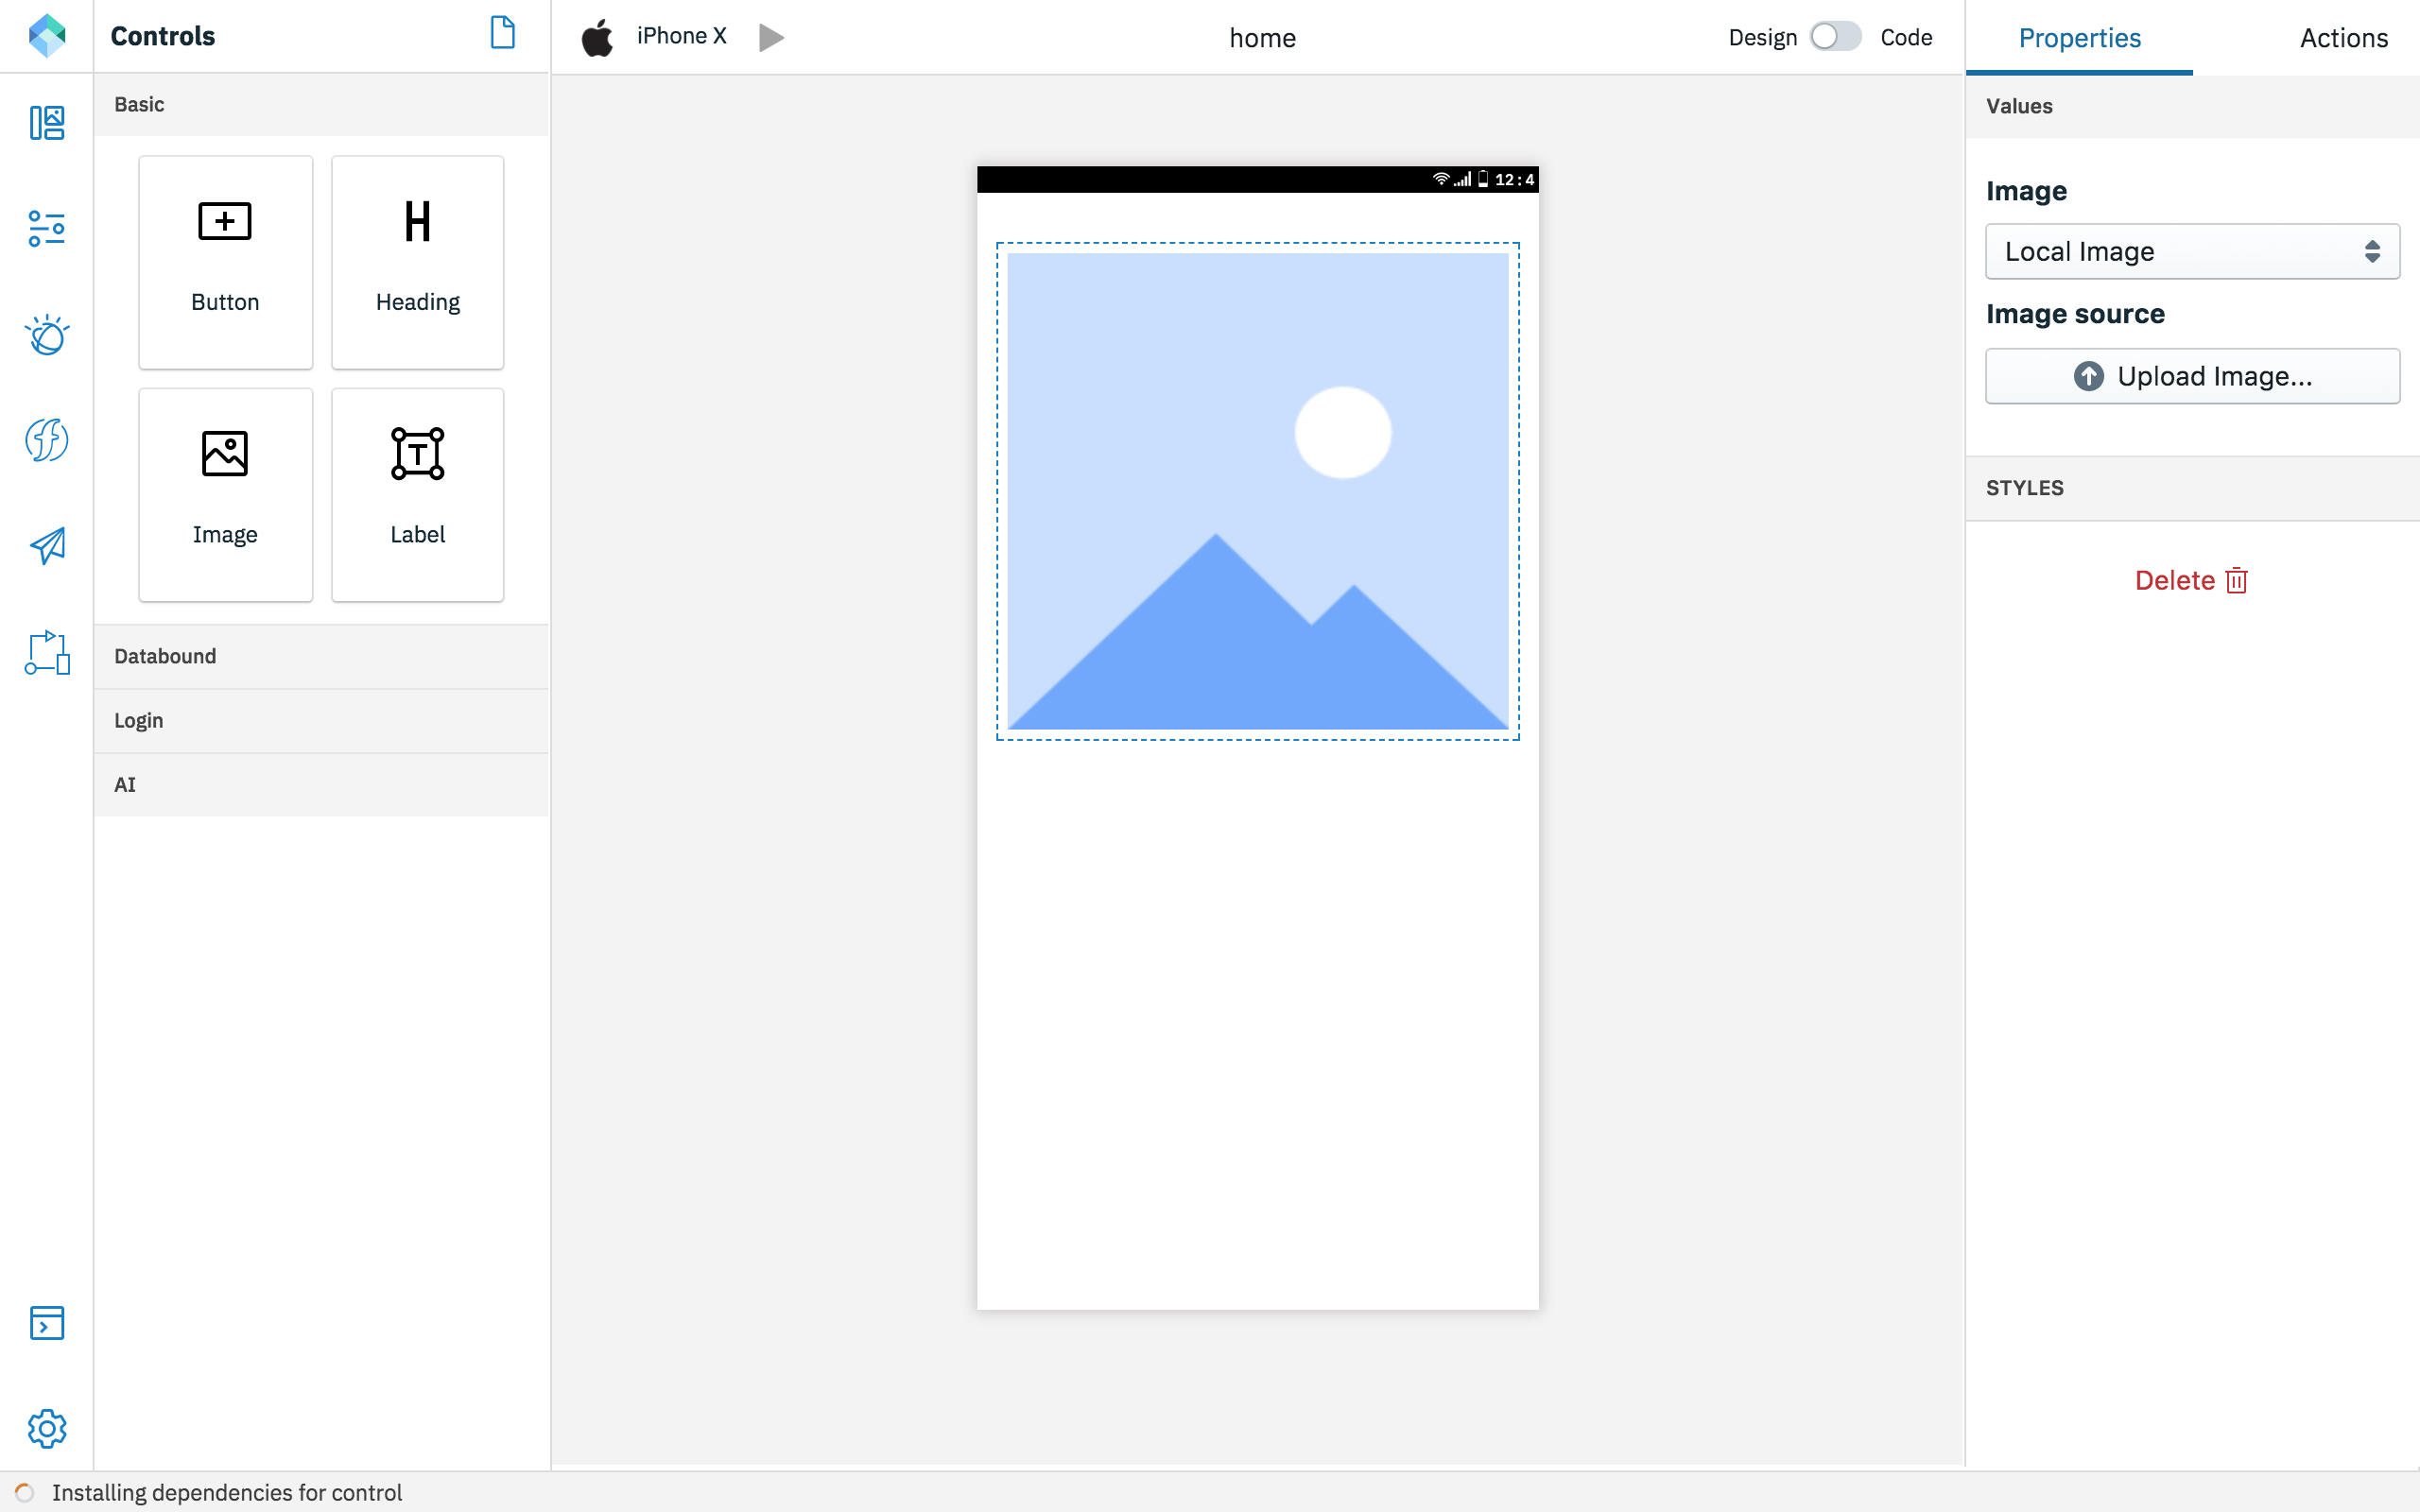 Controls
iPhone X
home
Design
Code
Properties
Actions
Basic
Button
Heading
Image
Label
Databound
Login
AI
12:4
Values
Image
Local Image
Image source
Upload Image...
STYLES
Delete
Installing dependencies for control